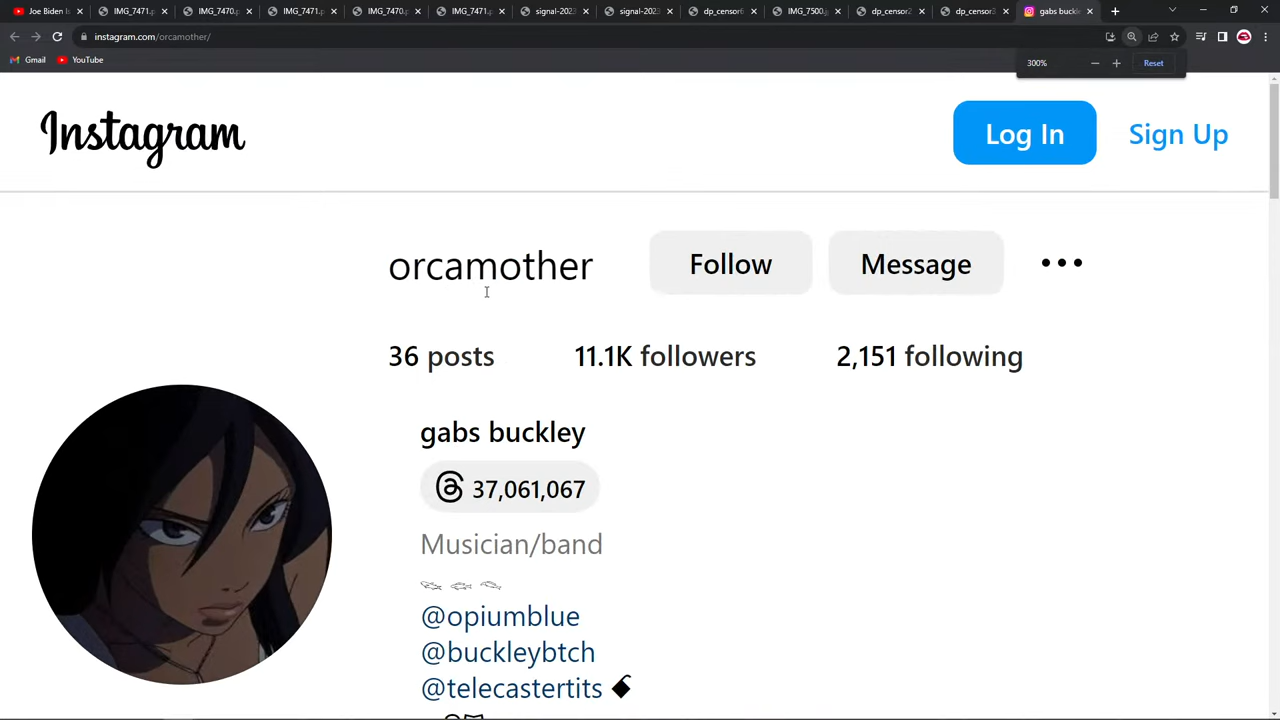 Joe Biden I
IMG_7471.
IMG_7470.
IMG_7471.
IMG_7470.
IMG_7471.
signal-202
signal-202
dp_censor
IMG_7500.
dp_censor2
dp_censor
gabs buckle
instagram.com/orcamother/
Gmail
YouTube
300%
Reset
Instagram
Log In
Sign Up
orcamother
Follow
Message
36 posts
11.1K followers
2,151 following
gabs buckley
37,061,067
Musician/band
@opiumblue
@buckleybtch
@telecastertits